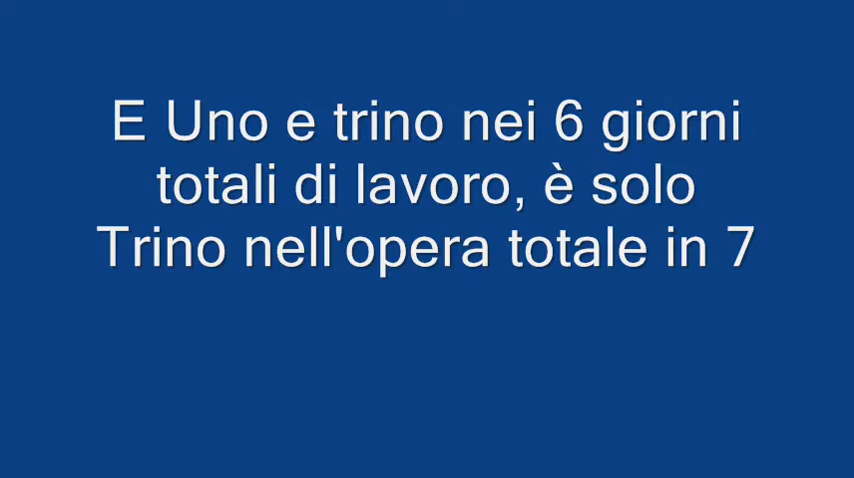 E Uno e trino nei 6 giorni
totali di lavoro, è solo
Trino nell'opera totale in 7